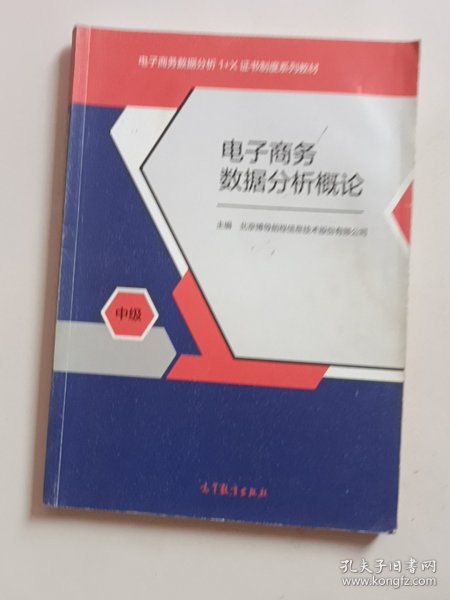 电子商务数据分析1+X证书制度系列教材
电子商务
数据分析概论
主编 北京博导前程信息技术股份有限公司
中级
高等教育出版社
孔夫子旧书网
www.kongfz.com